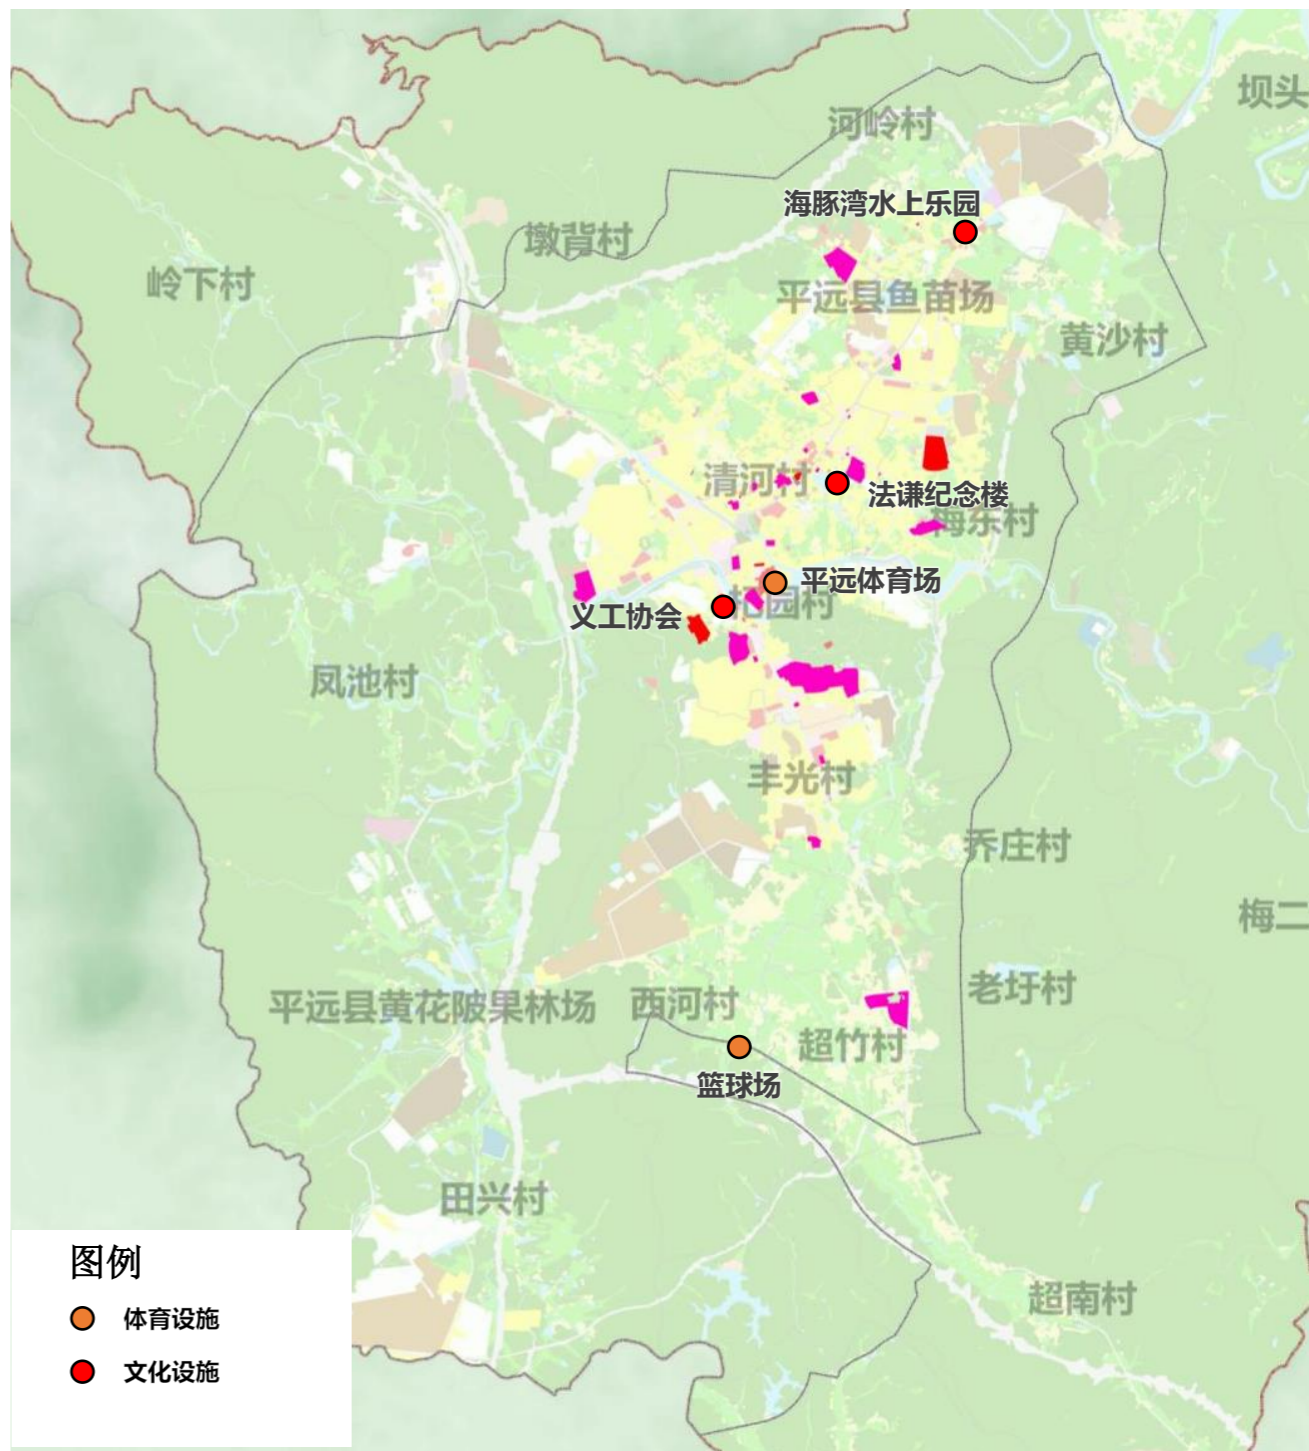 坝头
河岭村
海豚湾水上乐园
墩背村
岭下村
平远县鱼苗场
黄沙村
清河村
法谦纪念楼
梅东村
平远体育场
义工协会
柘园村
凤池村
丰光村
乔庄村
梅二
老圩村
平远县黄花陂果林场
西河村
超竹村
篮球场
田兴村
图例
体育设施
文化设施
超南村